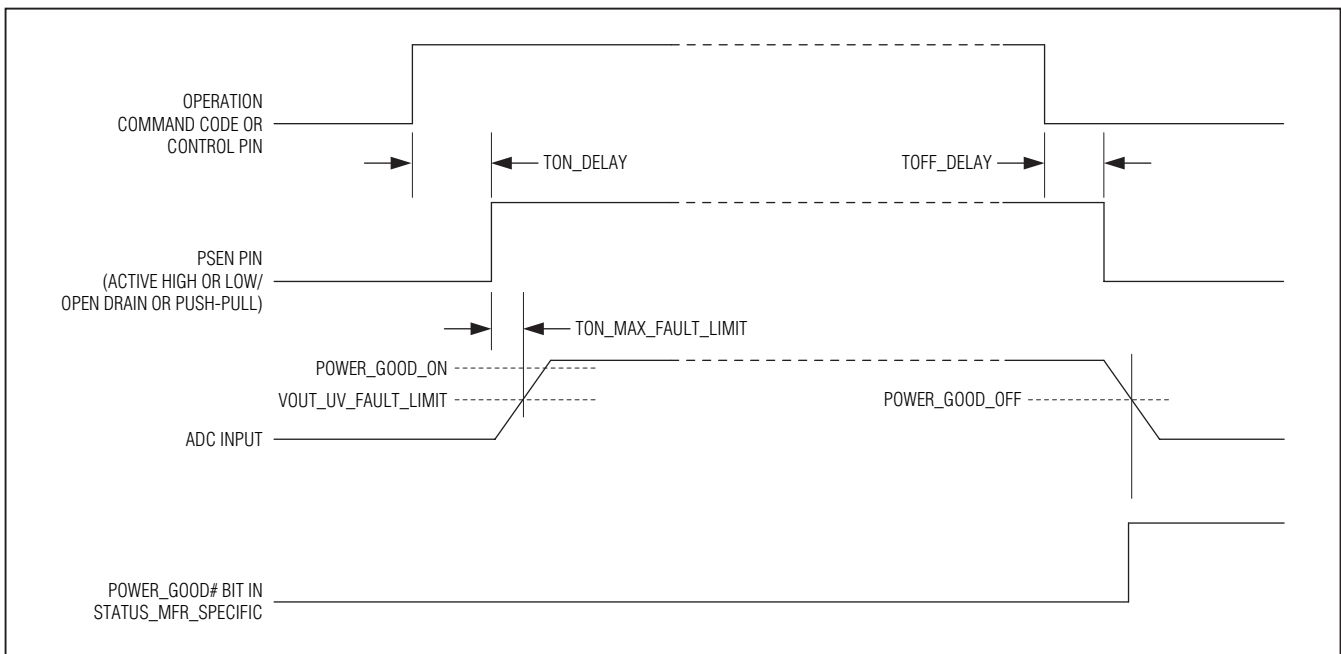 OPERATION
COMMAND CODE OR
CONTROL PIN
TON_DELAY
TOFF_DELAY
PSEN PIN
(ACTIVE HIGH OR LOW/
OPEN DRAIN OR PUSH-PULL)
TON_MAX_FAULT_LIMIT
POWER_GOOD_ON
VOUT_UV_FAULT_LIMIT
POWER_GOOD_OFF
ADC INPUT
POWER_GOOD# BIT IN
STATUS_MFR_SPECIFIC